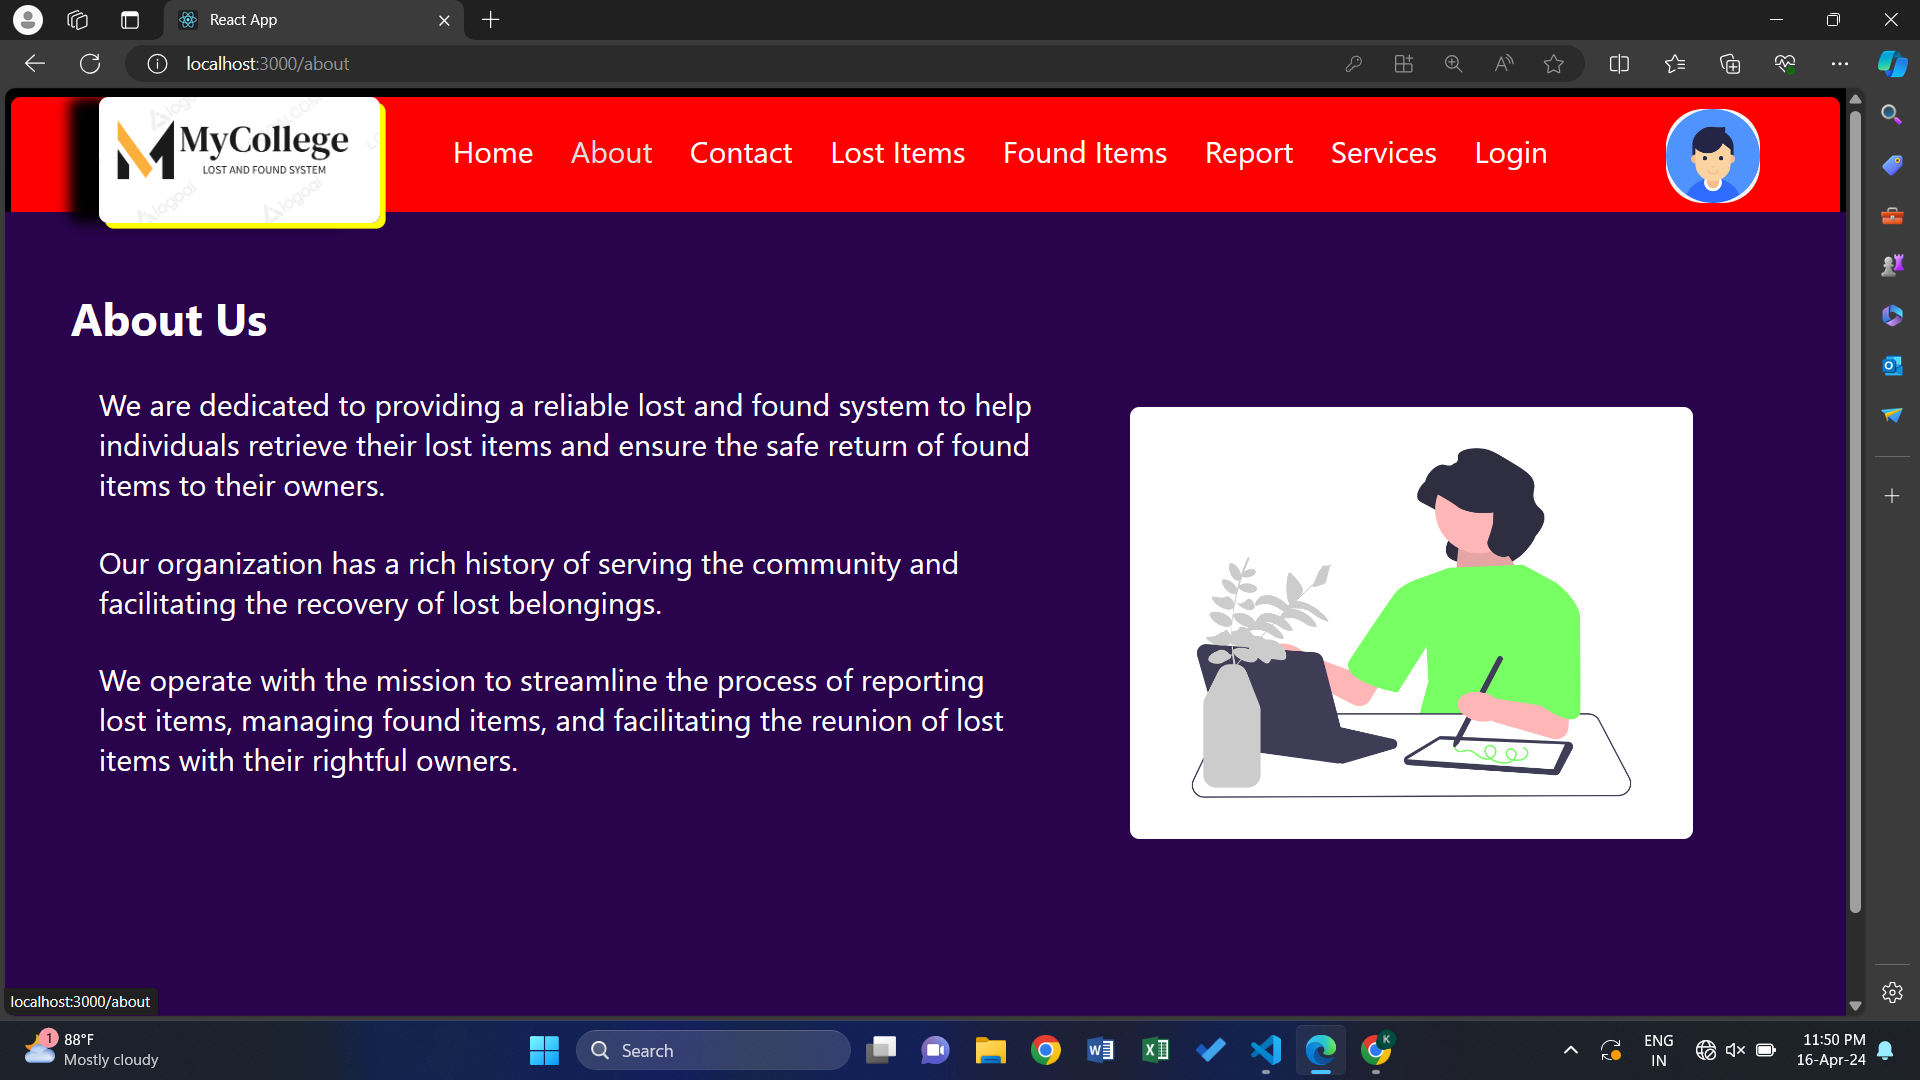 React App
localhost:3000/about
MyCollege
LOST AND FOUND SYSTEM
logoai
logoai
logoai
Home About Contact Lost Items Found Items Report Services Login
About Us
We are dedicated to providing a reliable lost and found system to help
individuals retrieve their lost items and ensure the safe return of found
items to their owners.
Our organization has a rich history of serving the community and
facilitating the recovery of lost belongings.
We operate with the mission to streamline the process of reporting
lost items, managing found items, and facilitating the reunion of lost
items with their rightful owners.
localhost:3000/about
1
88°F
Mostly cloudy
Search
K
ENG
IN
11:50 PM
16-Apr-24